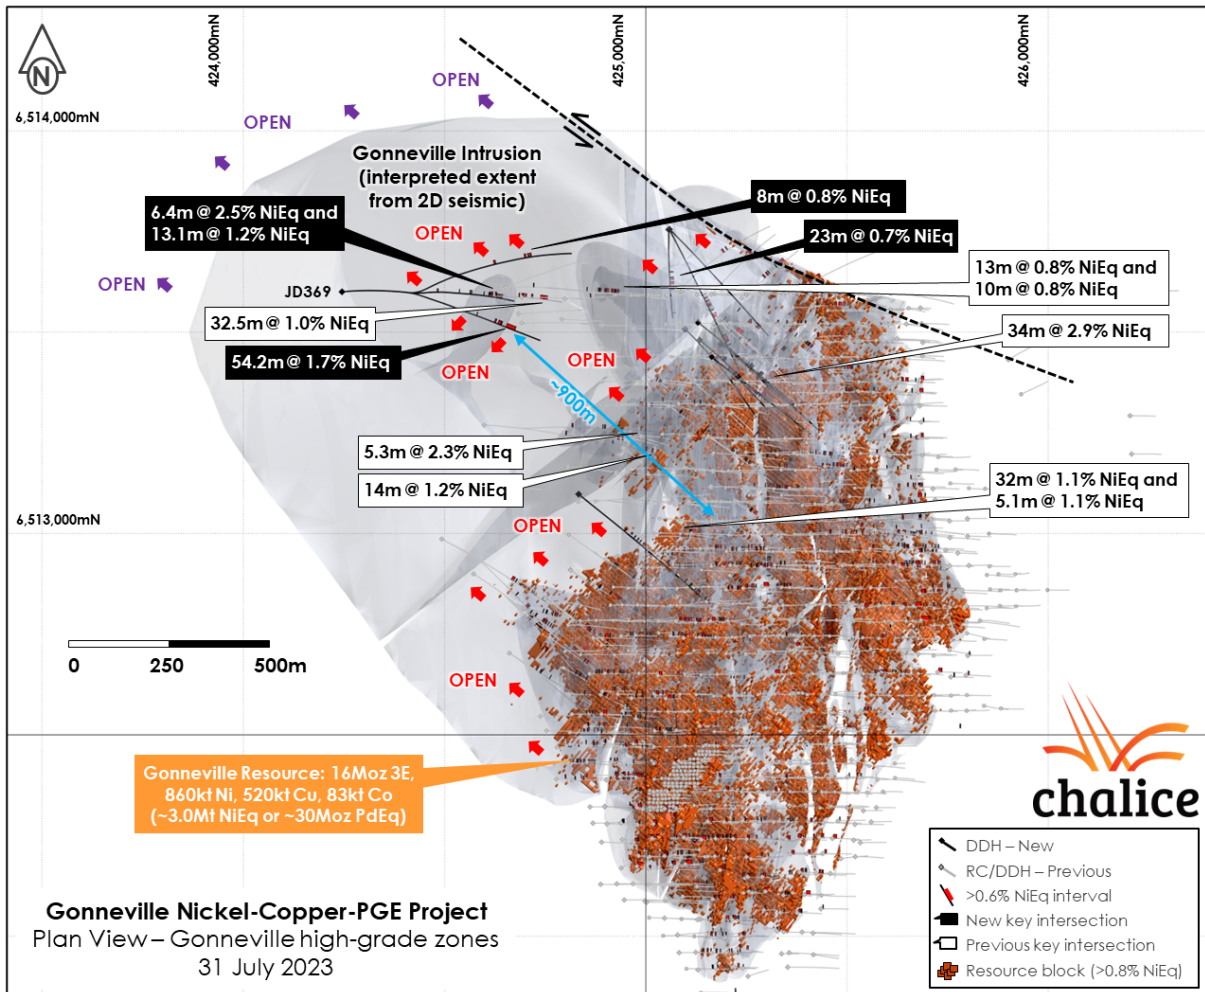 424,000mN
425,000mN
426,000mN
N
6,514,000mN
OPEN
OPEN
OPEN
Gonneville Intrusion
(interpreted extent
from 2D seismic)
8m @ 0.8% NiEq
6.4m @ 2.5% NiEq and
13.1m @ 1.2% NiEq
OPEN
23m @ 0.7% NiEq
13m @ 0.8% NiEq and
10m @ 0.8% NiEq
JD369
32.5m @ 1.0% NiEq
34m @ 2.9% NiEq
54.2m @ 1.7% NiEq
OPEN
OPEN
~900m
5.3m @ 2.3% NiEq
14m @ 1.2% NiEq
32m @ 1.1% NiEq and
5.1m @ 1.1% NiEq
6,513,000mN
OPEN
0 250 500m
OPEN
Gonneville Resource: 16Moz 3E,
860kt Ni, 520kt Cu, 83kt Co
(~3.0Mt NiEq or ~30Moz PdEq)
chalice
DDH – New
RC/DDH – Previous
>0.6% NiEq interval
New key intersection
Previous key intersection
Resource block (>0.8% NiEq)
Gonneville Nickel-Copper-PGE Project
Plan View – Gonneville high-grade zones
31 July 2023